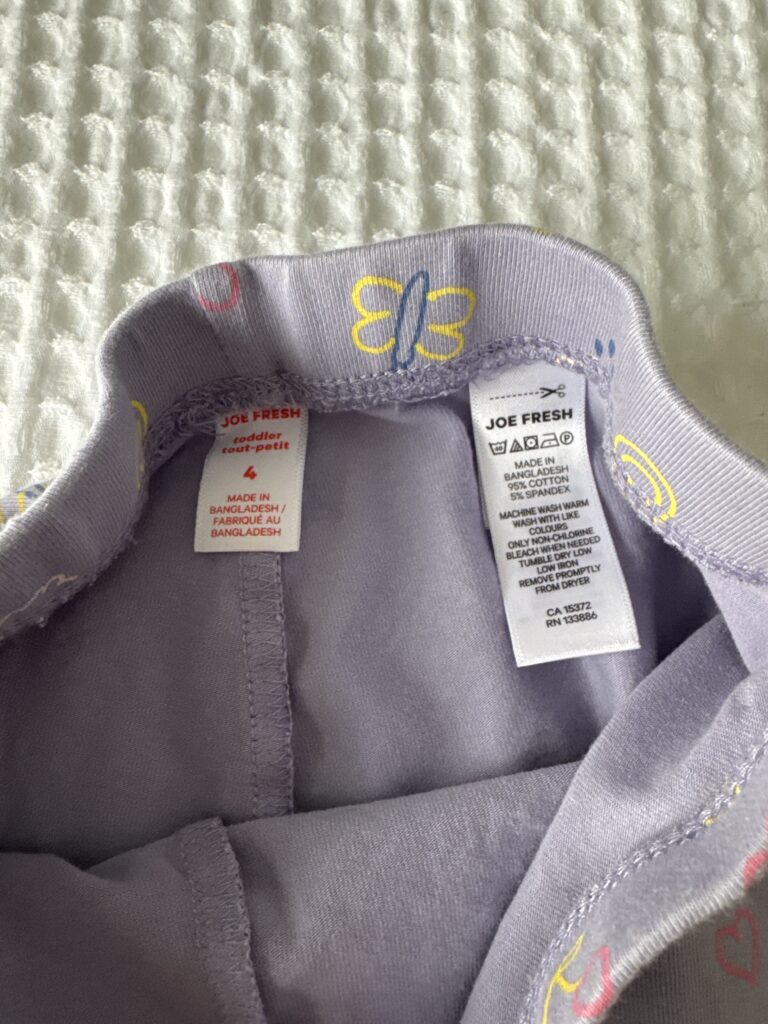 JOE FRESH
toddler
tout-petit
4
MADE IN
BANGLADESH /
FABRIQUÉ AU
BANGLADESH
JOE FRESH
40
P
MADE IN
BANGLADESH
95% COTTON
5% SPANDEX
MACHINE WASH WARM
WASH WITH LIKE
COLOURS
ONLY NON-CHLORINE
BLEACH WHEN NEEDED
TUMBLE DRY LOW
LOW IRON
REMOVE PROMPTLY
FROM DRYER
CA 15372
RN 133886